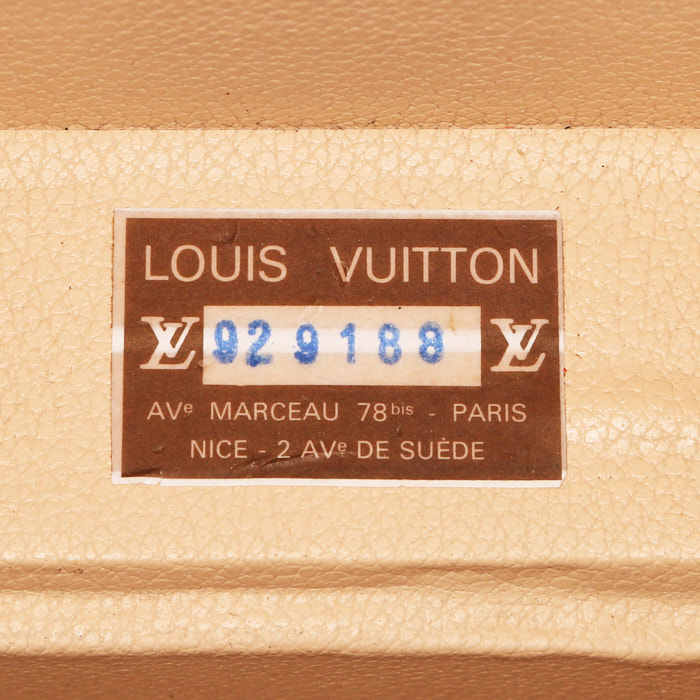 LOUIS VUITTON
LV 929188 LV
AVe MARCEAU 78bis - PARIS
NICE - 2 AVe DE SUÈDE